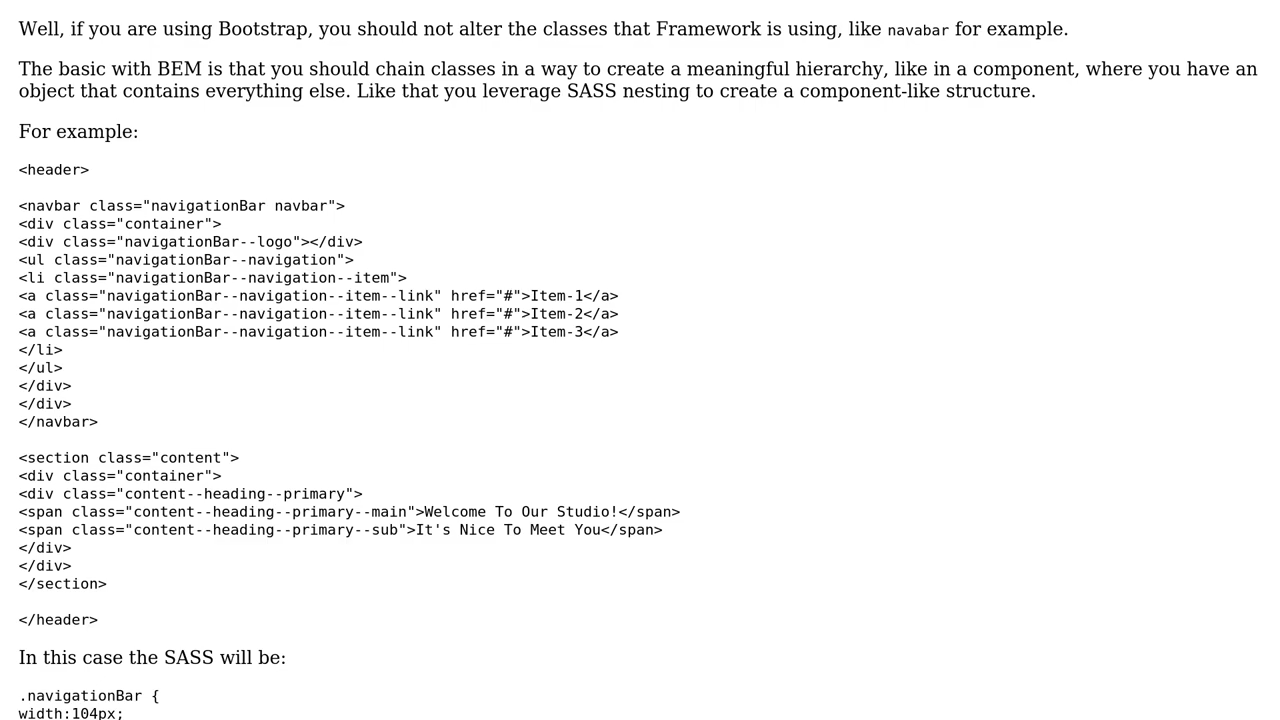 Well, if you are using Bootstrap, you should not alter the classes that Framework is using, like navabar for example.
The basic with BEM is that you should chain classes in a way to create a meaningful hierarchy, like in a component, where you have an
object that contains everything else. Like that you leverage SASS nesting to create a component-like structure.
For example:
<header>
<navbar class="navigationBar navbar">
<div class="container">
<div class="navigationBar--logo"></div>
<ul class="navigationBar--navigation">
<li class="navigationBar--navigation--item">
<a class="navigationBar--navigation--item--link" href="#">Item-1</a>
<a class="navigationBar--navigation--item--link" href="#">Item-2</a>
<a class="navigationBar--navigation--item--link" href="#">Item-3</a>
</li>
</ul>
</div>
</div>
</navbar>
<section class="content">
<div class="container">
<div class="content--heading--primary">
<span class="content--heading--primary--main">Welcome To Our Studio!</span>
<span class="content--heading--primary--sub">It's Nice To Meet You</span>
</div>
</div>
</section>
</header>
In this case the SASS will be:
.navigationBar {
width:104px;